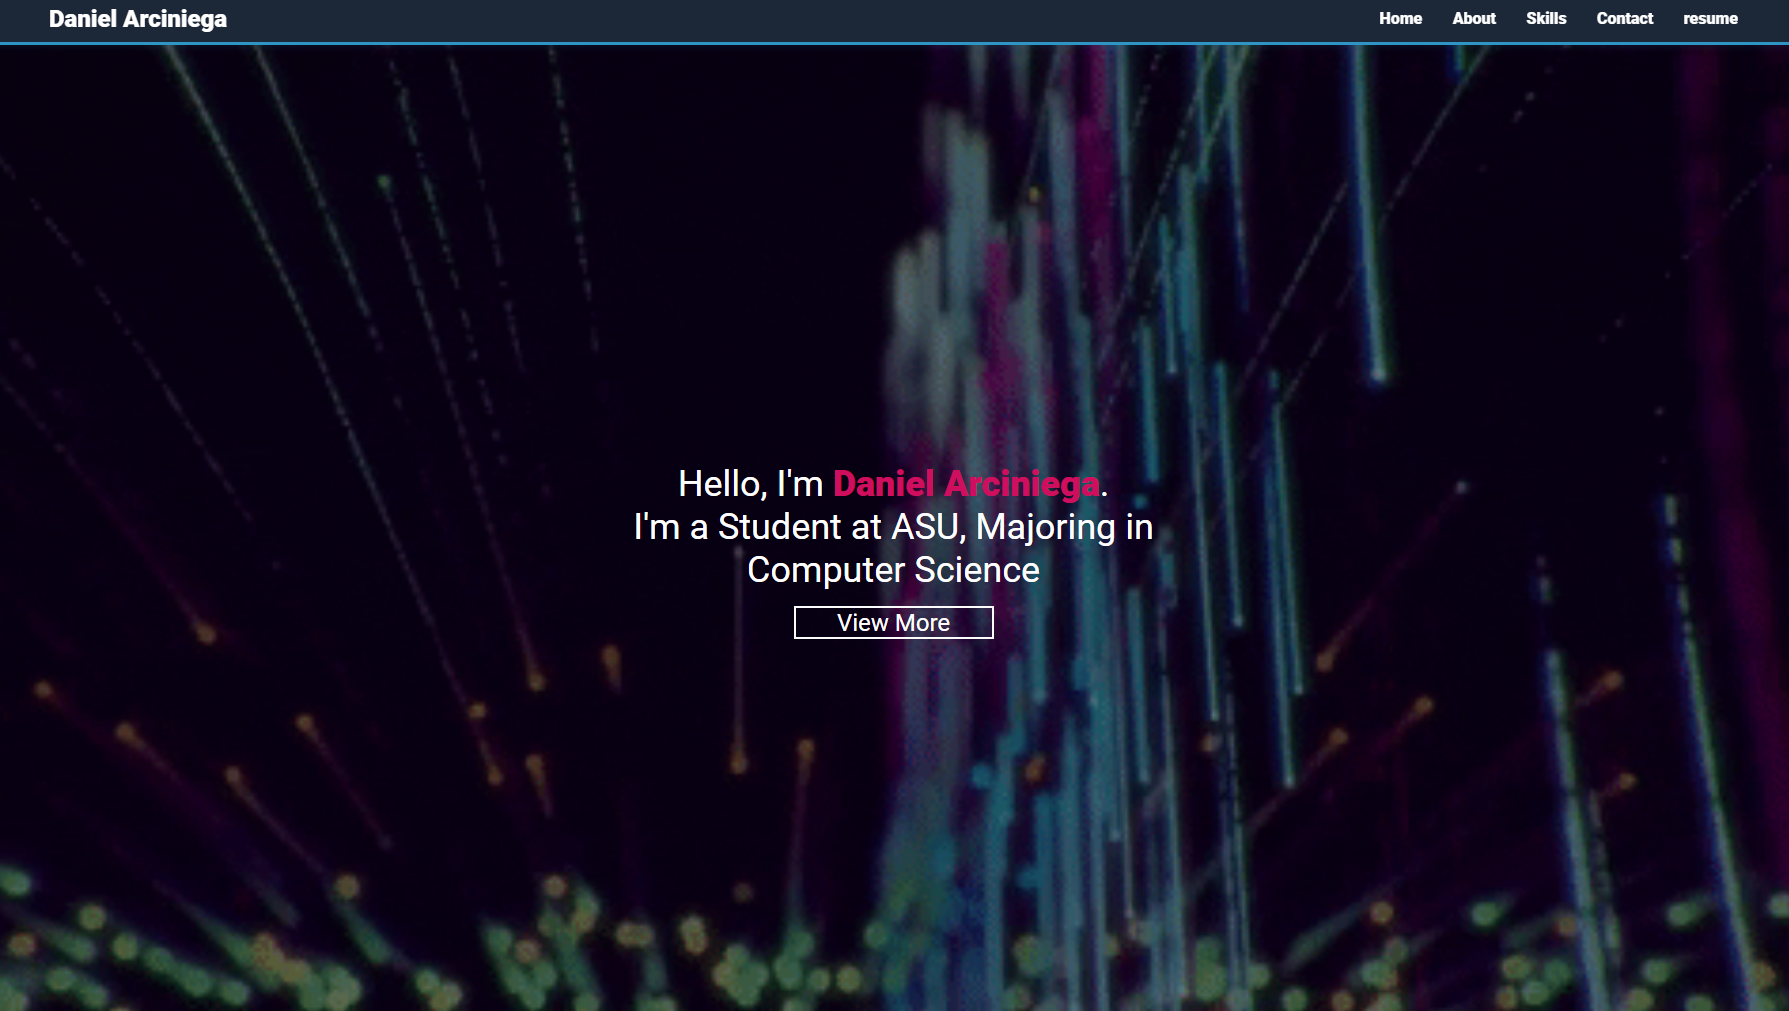 Daniel Arciniega
Home About Skills Contact resume
Hello, I'm Daniel Arciniega.
I'm a Student at ASU, Majoring in
Computer Science
View More